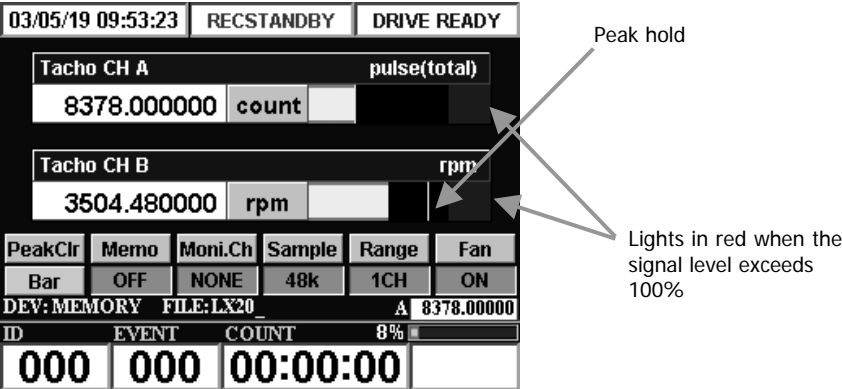 03/05/19 09:53:23 RECSTANDBY DRIVE READY
Peak hold
Tacho CH A pulse(total)
8378.000000 count
Tacho CH B rpm
3504.480000 rpm
Lights in red when the
signal level exceeds
100%
PeakClr Memo Moni.Ch Sample Range Fan
Bar OFF NONE 48k 1CH ON
DEV: MEMORY FILE: LX20_ A 8378.00000
ID EVENT COUNT 8%
000 000 00:00:00